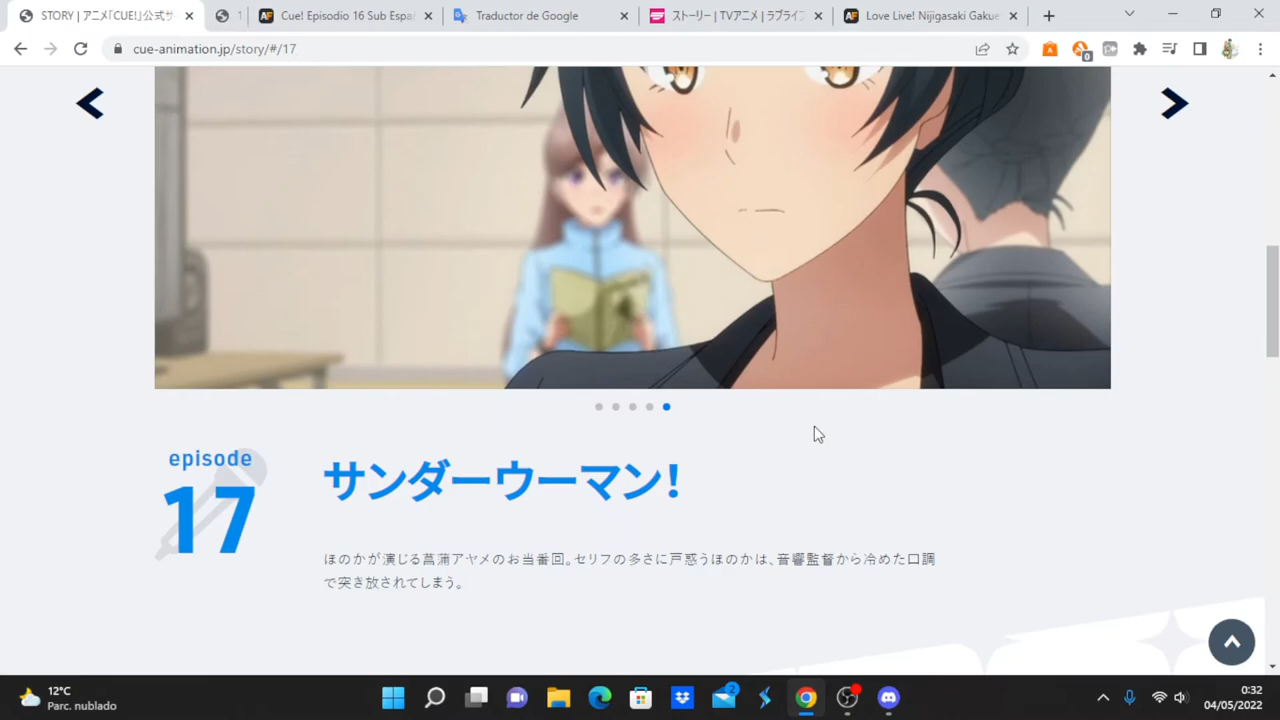 STORY | アニメ「CUE!」公式サ
1
Cue! Episodio 16 Sub Espa
Traductor de Google
ストーリー | TVアニメ | ラブライブ
Love Live! Nijigasaki Gakue
cue-animation.jp/story/#/17
0
episode
17
サンダーウーマン!
ほのかが演じる菖蒲アヤメのお当番回。セリフの多さに戸惑うほのかは、音響監督から冷めた口調
で突き放されてしまう。
12°C
Parc. nublado
2
0:32
04/05/2022